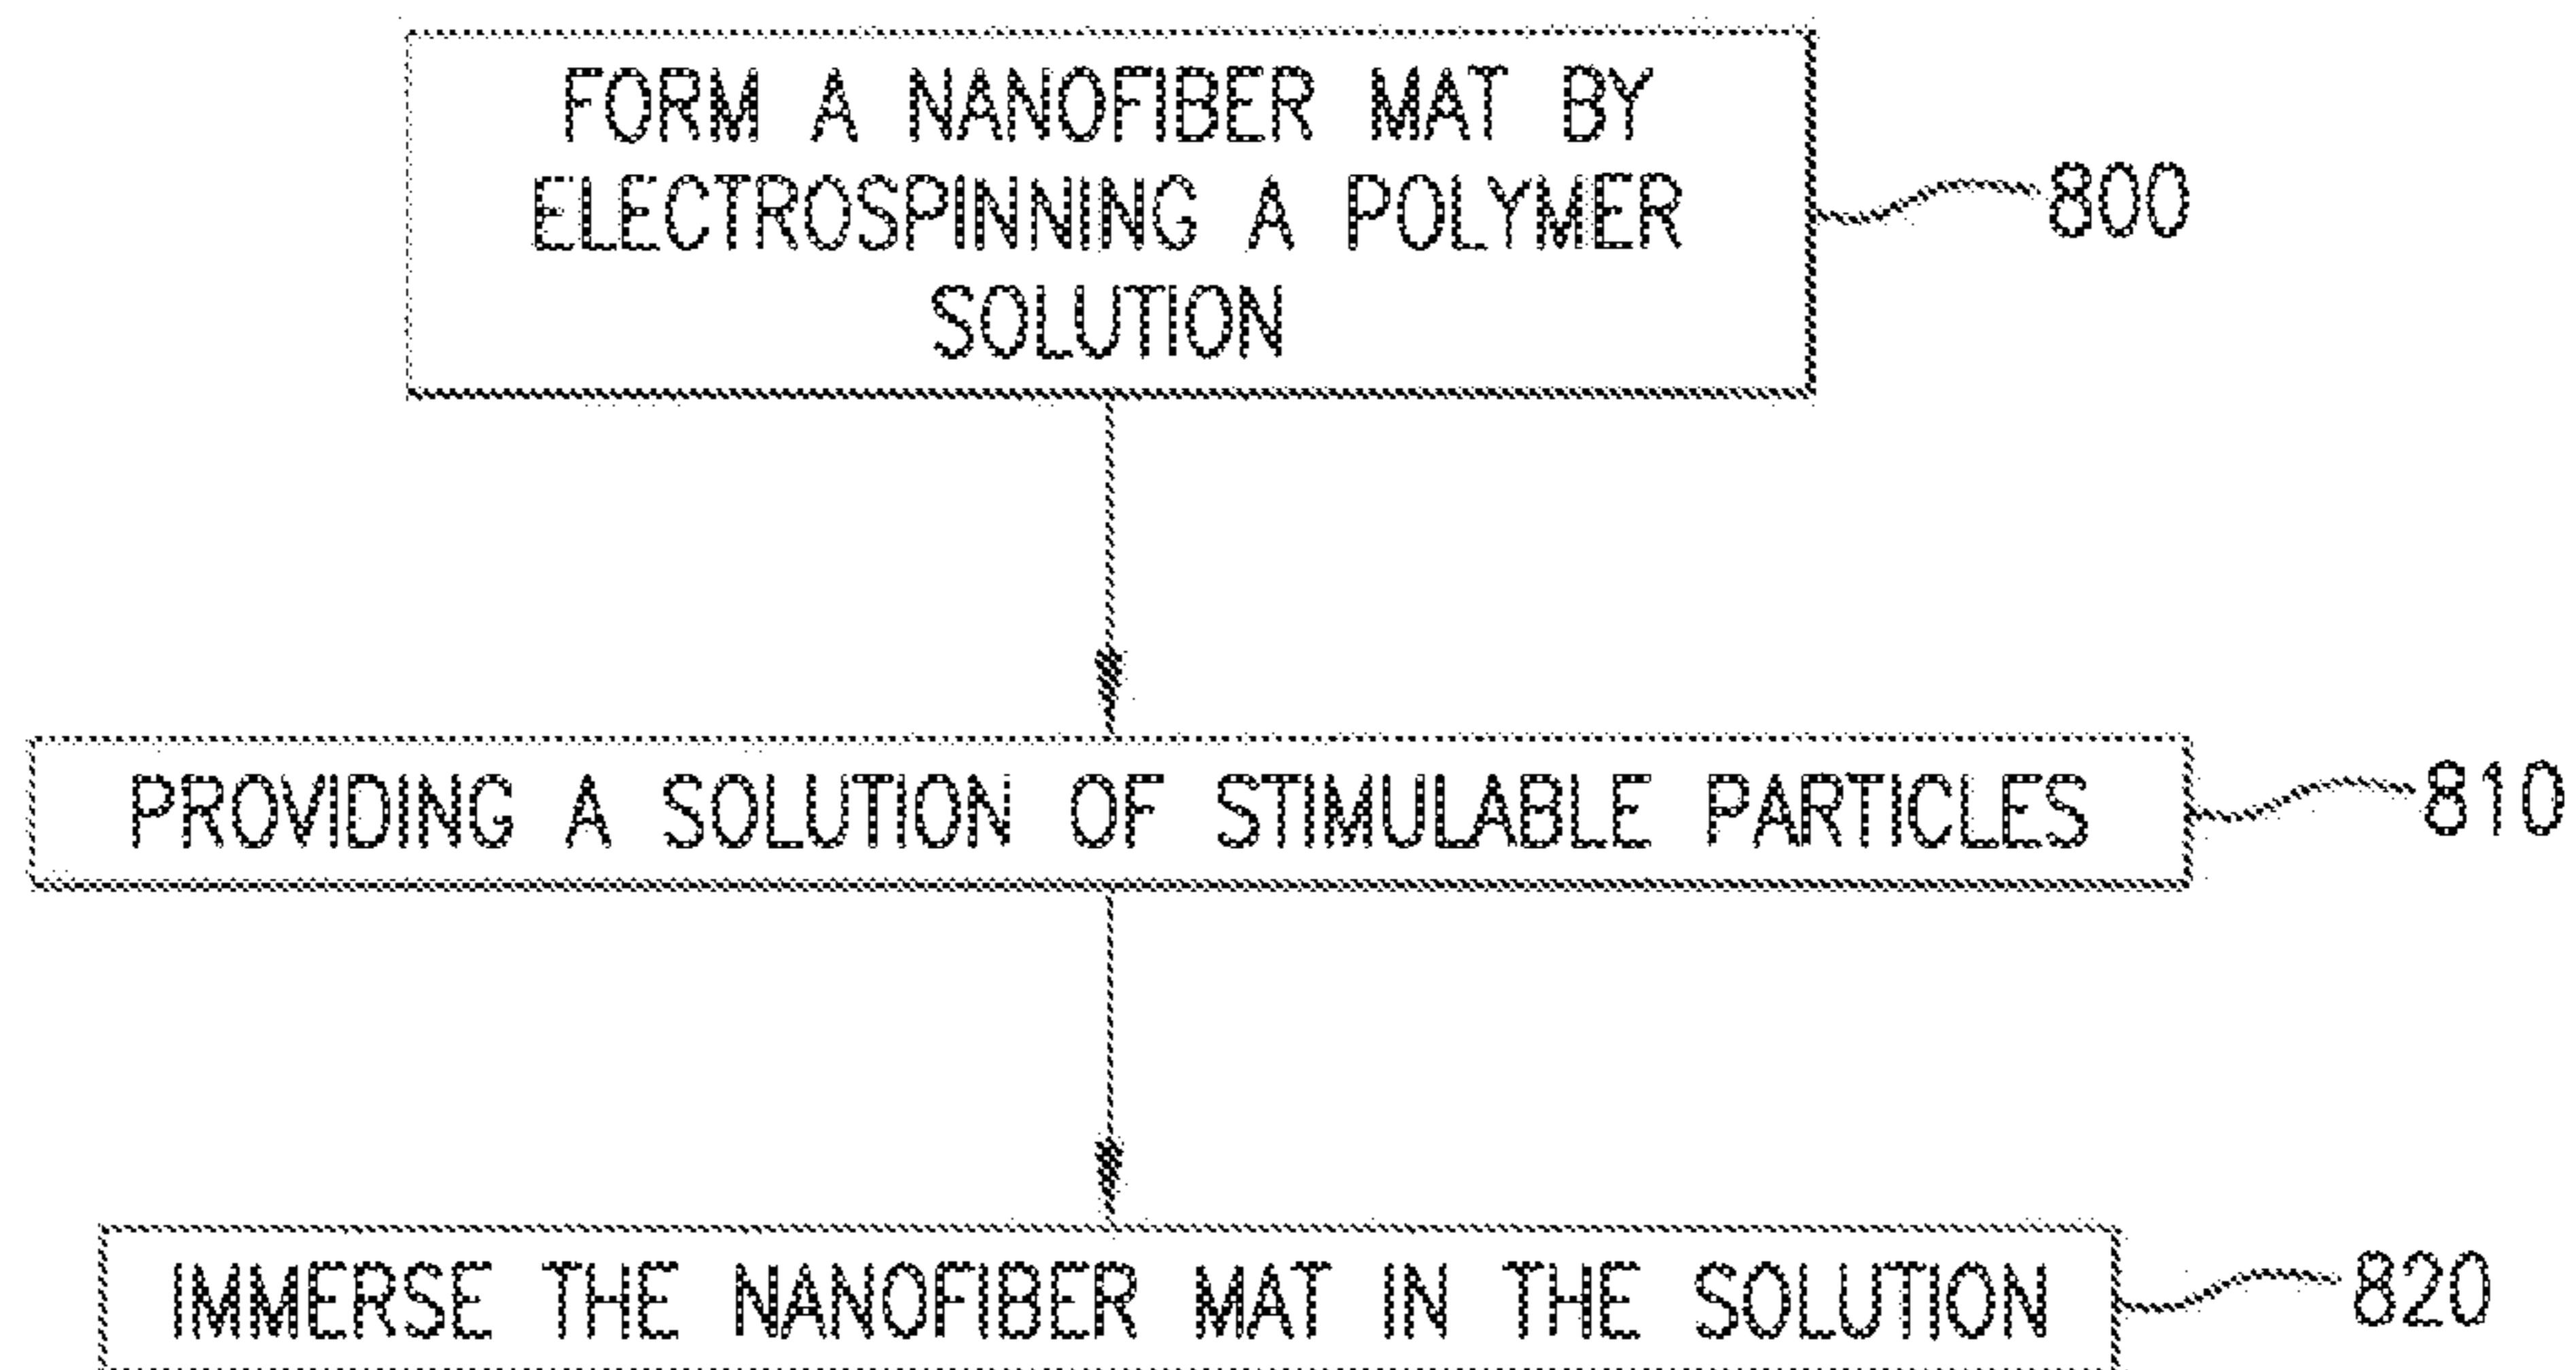 FORM A NANOFIBER MAT BY
ELECTROSPINNING A POLYMER
SOLUTION
800
PROVIDING A SOLUTION OF STIMULABLE PARTICLES
810
IMMERSE THE NANOFIBER MAT IN THE SOLUTION
820